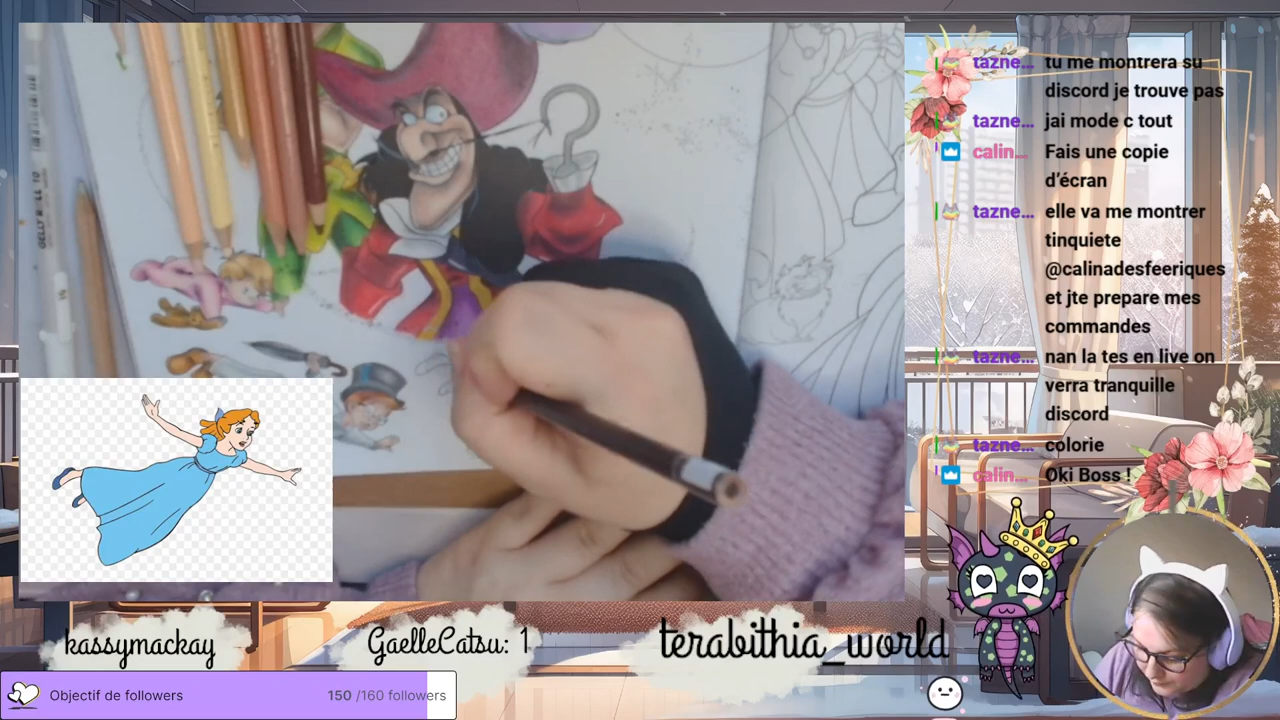 tazne... tu me montrera su
discord je trouve pas
tazne... jai mode c tout
calin... Fais une copie
d'écran
tazne... elle va me montrer
tinquiete
@calinadesfeeriques
et jte prepare mes
commandes
tazne... nan la tes en live on
verra tranquille
discord
tazne... colorie
calin... Oki Boss !
kassymackay
GaelleCatsu: 1
terabithia_world
Objectif de followers
150 /160 followers